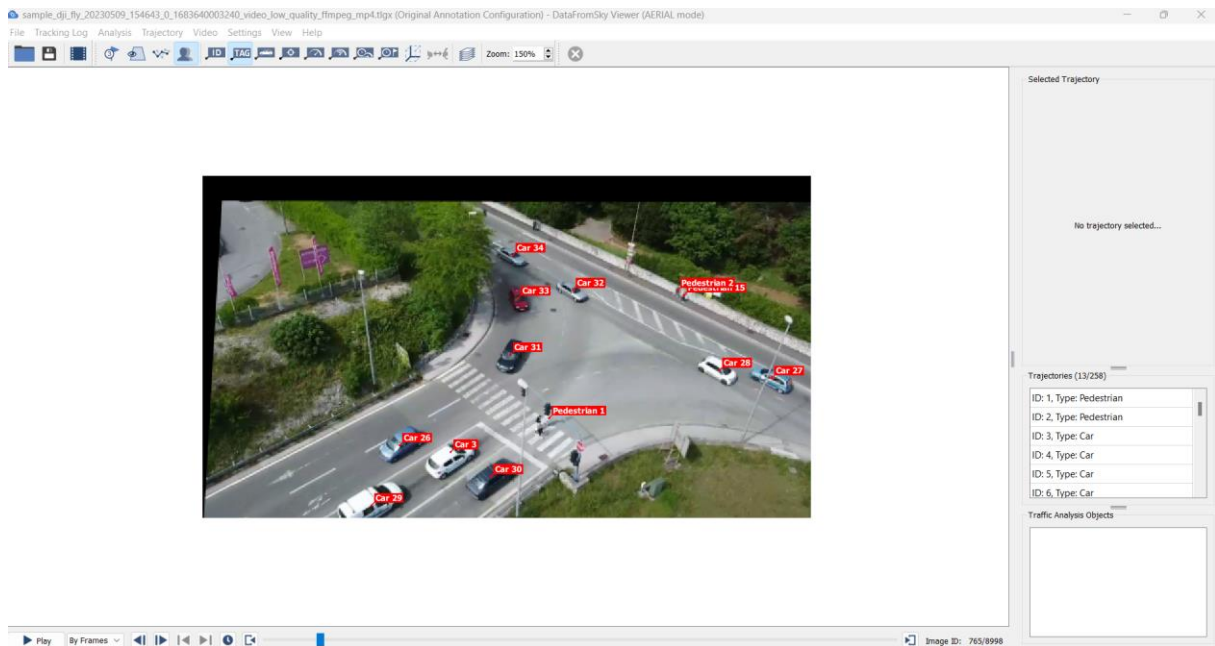 sample_dji_fly_20230509_154643_0_1683640003240_video_low_quality_ffmpeg_mp4.tlgx (Original Annotation Configuration) - DataFromSky Viewer (AERIAL mode)
File Tracking Log Analysis Trajectory Video Settings View Help
ID TAG Zoom: 150%
Selected Trajectory
No trajectory selected...
Car 34
Car 32
Car 33
Pedestrian 2
Pedestrian 15
Car 31
Car 28
Car 27
Pedestrian 1
Car 26
Car 3
Car 30
Car 29
Trajectories (13/258)
ID: 1, Type: Pedestrian
ID: 2, Type: Pedestrian
ID: 3, Type: Car
ID: 4, Type: Car
ID: 5, Type: Car
ID: 6, Type: Car
Traffic Analysis Objects
Play By Frames Image ID: 765/8998